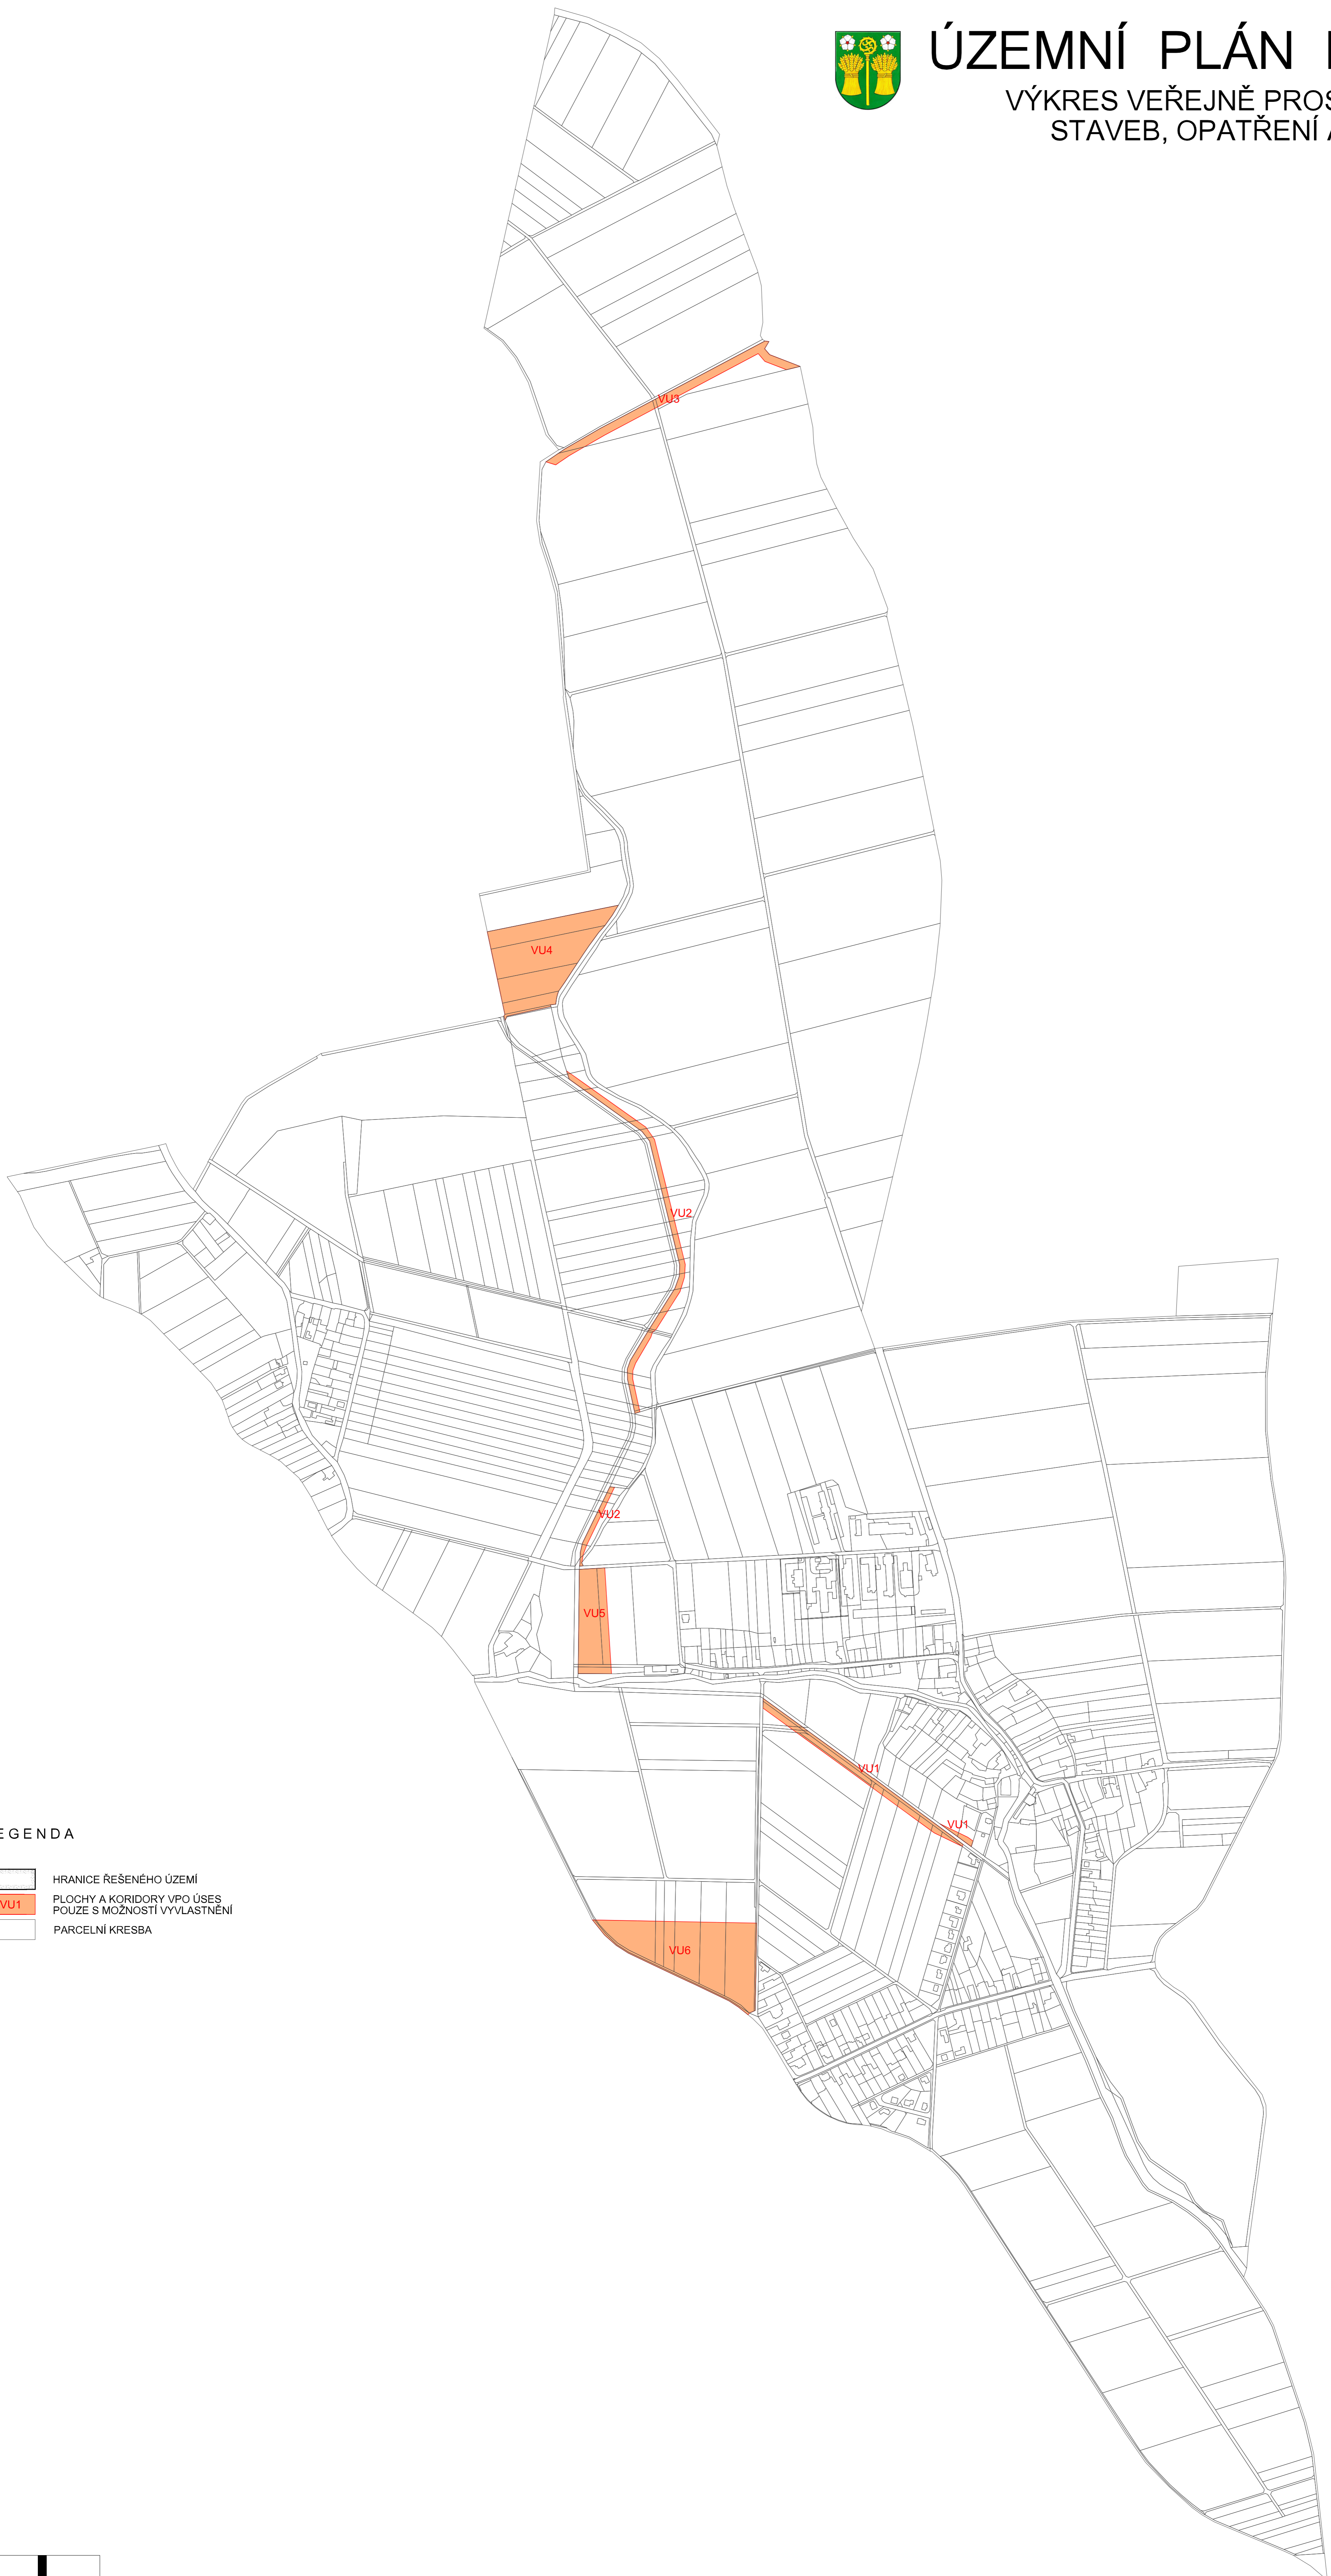 ÚZEMNÍ PLÁN
VÝKRES VEŘEJNĚ PROS
STAVEB, OPATŘENÍ A
VU3
VU4
VU2
VU2
VU5
VU1
VU1
VU6
EGENDA
HRANICE ŘEŠENÉHO ÚZEMÍ
VU1
PLOCHY A KORIDORY VPO ÚSES
POUZE S MOŽNOSTÍ VYVLASTNĚNÍ
PARCELNÍ KRESBA